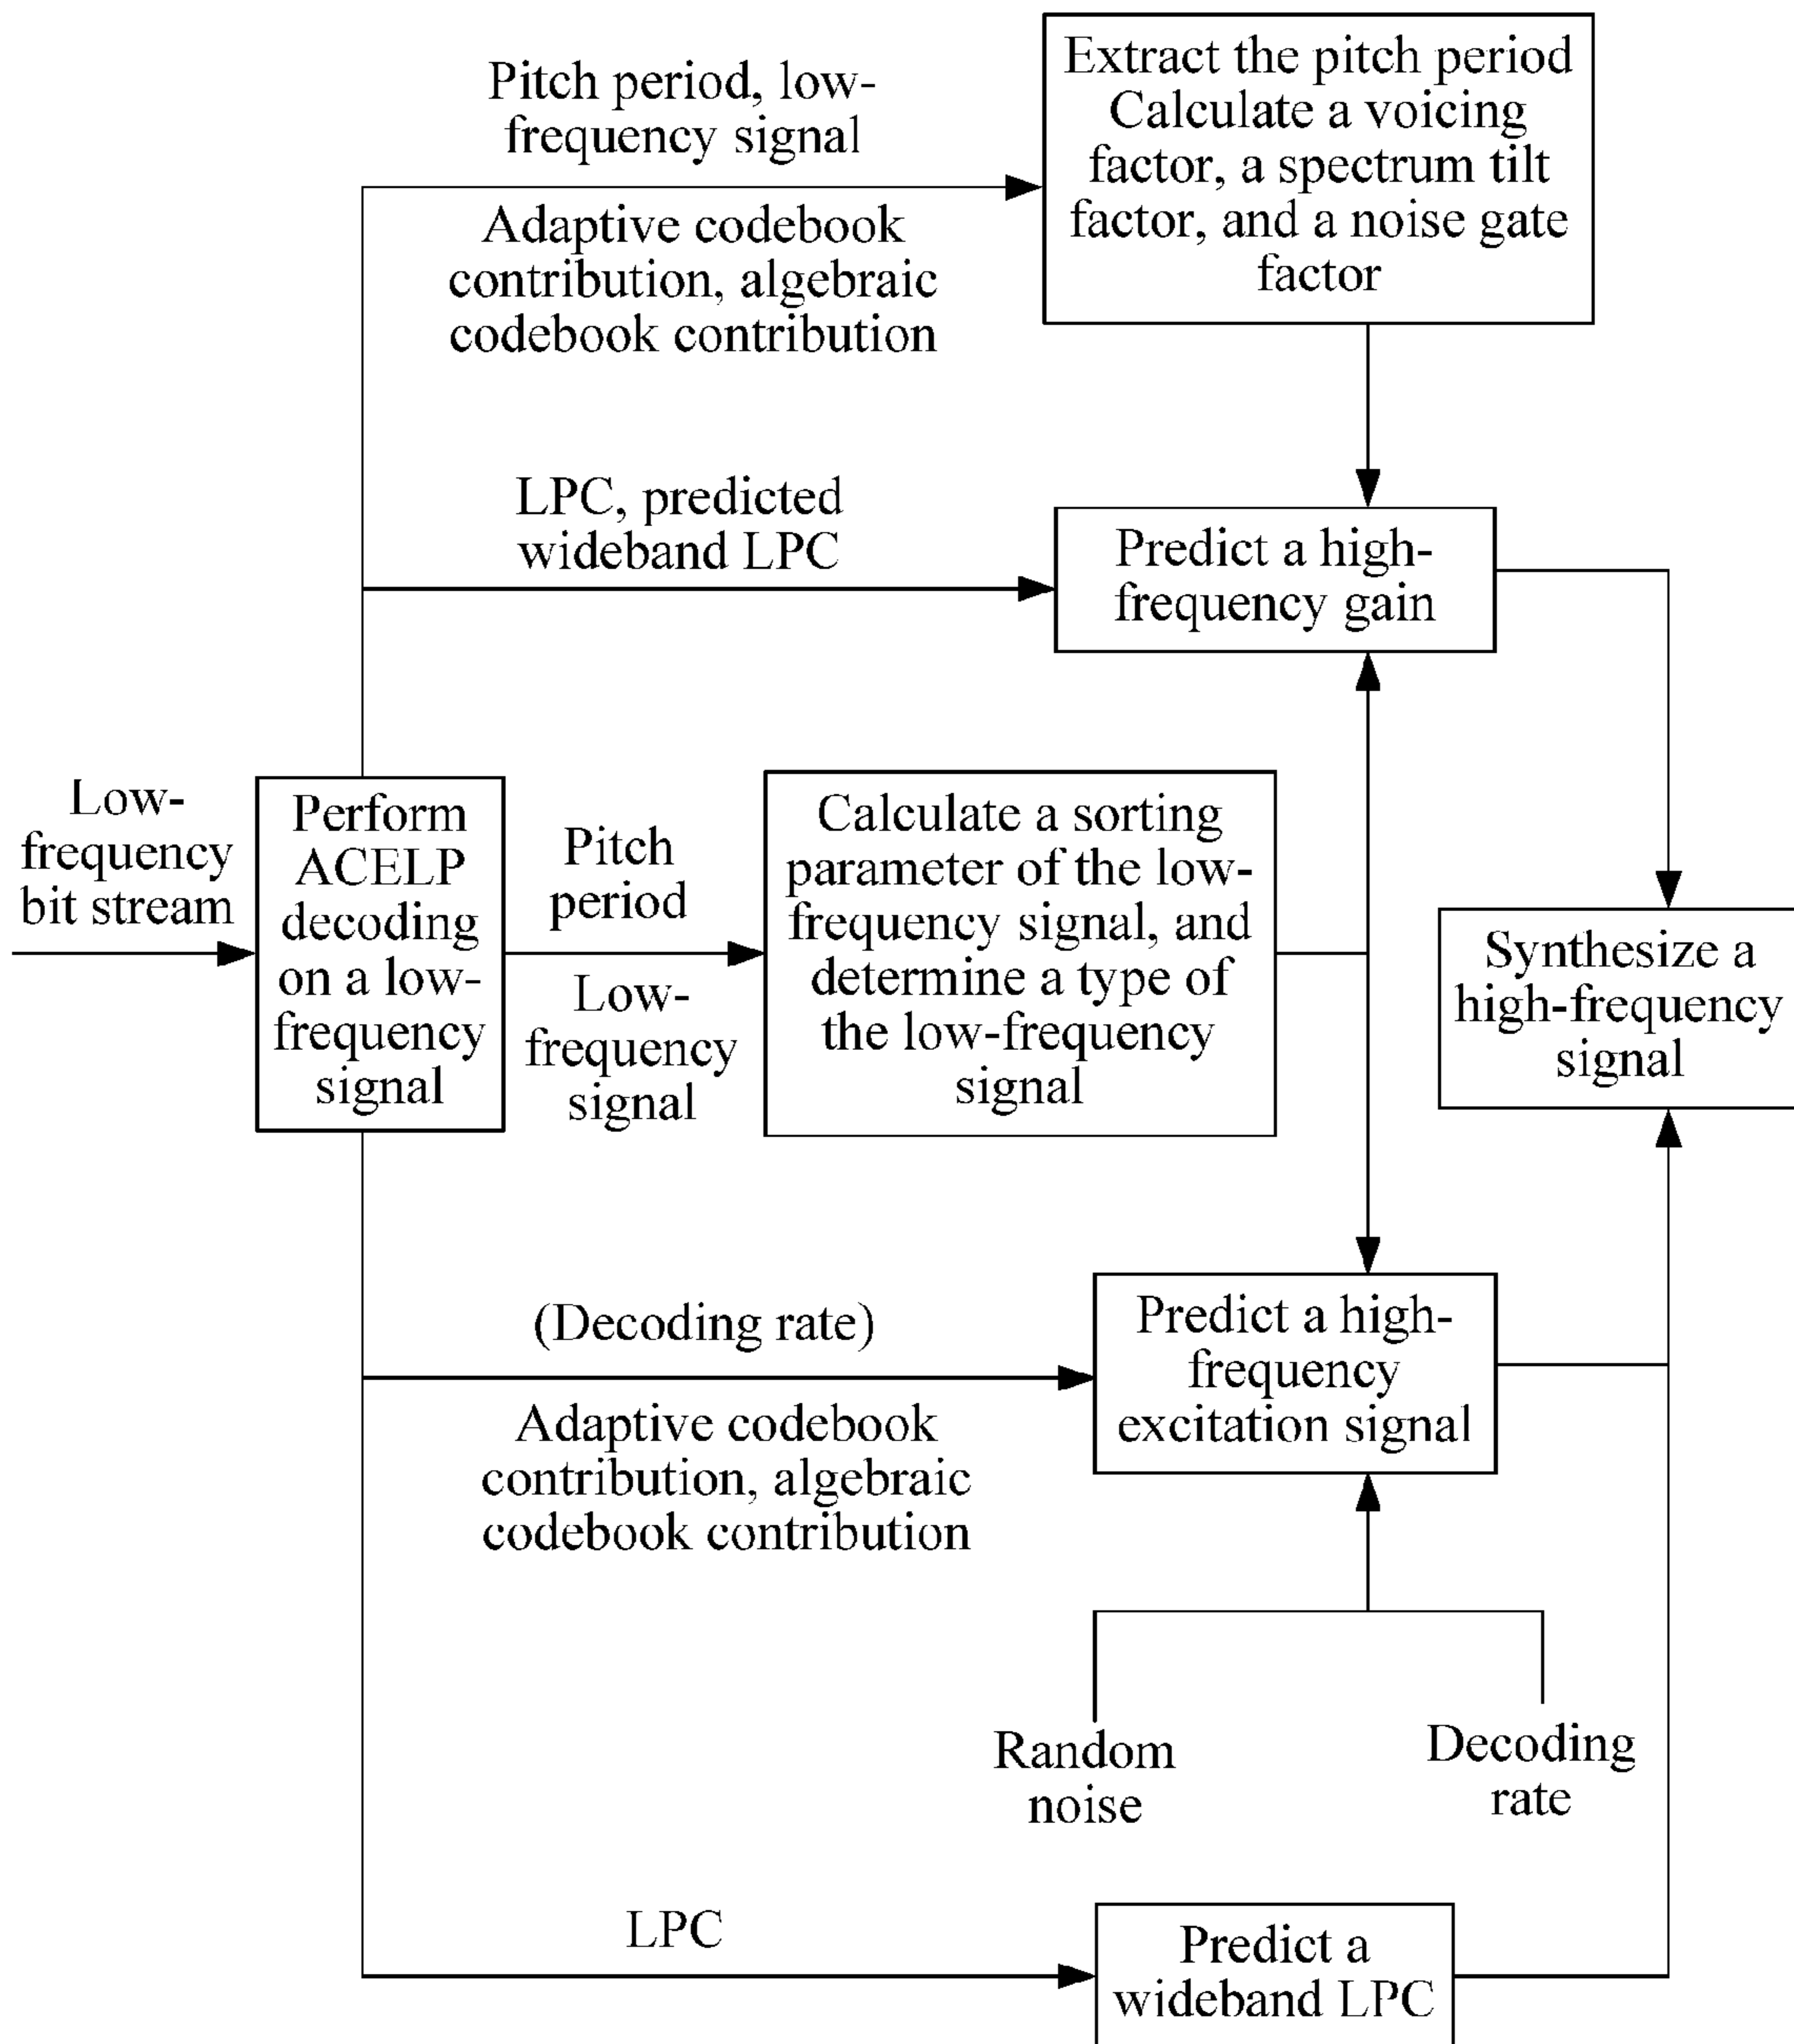 Pitch period, low-
frequency signal
Adaptive codebook
contribution, algebraic
codebook contribution
Extract the pitch period
Calculate a voicing
factor, a spectrum tilt
factor, and a noise gate
factor
LPC, predicted
wideband LPC
Predict a high-
frequency gain
Low-
frequency
bit stream
Perform
ACELP
decoding
on a low-
frequency
signal
Pitch
period
Low-
frequency
signal
Calculate a sorting
parameter of the low-
frequency signal, and
determine a type of
the low-frequency
signal
Synthesize a
high-frequency
signal
(Decoding rate)
Adaptive codebook
contribution, algebraic
codebook contribution
Predict a high-
frequency
excitation signal
Random
noise
Decoding
rate
LPC
Predict a
wideband LPC